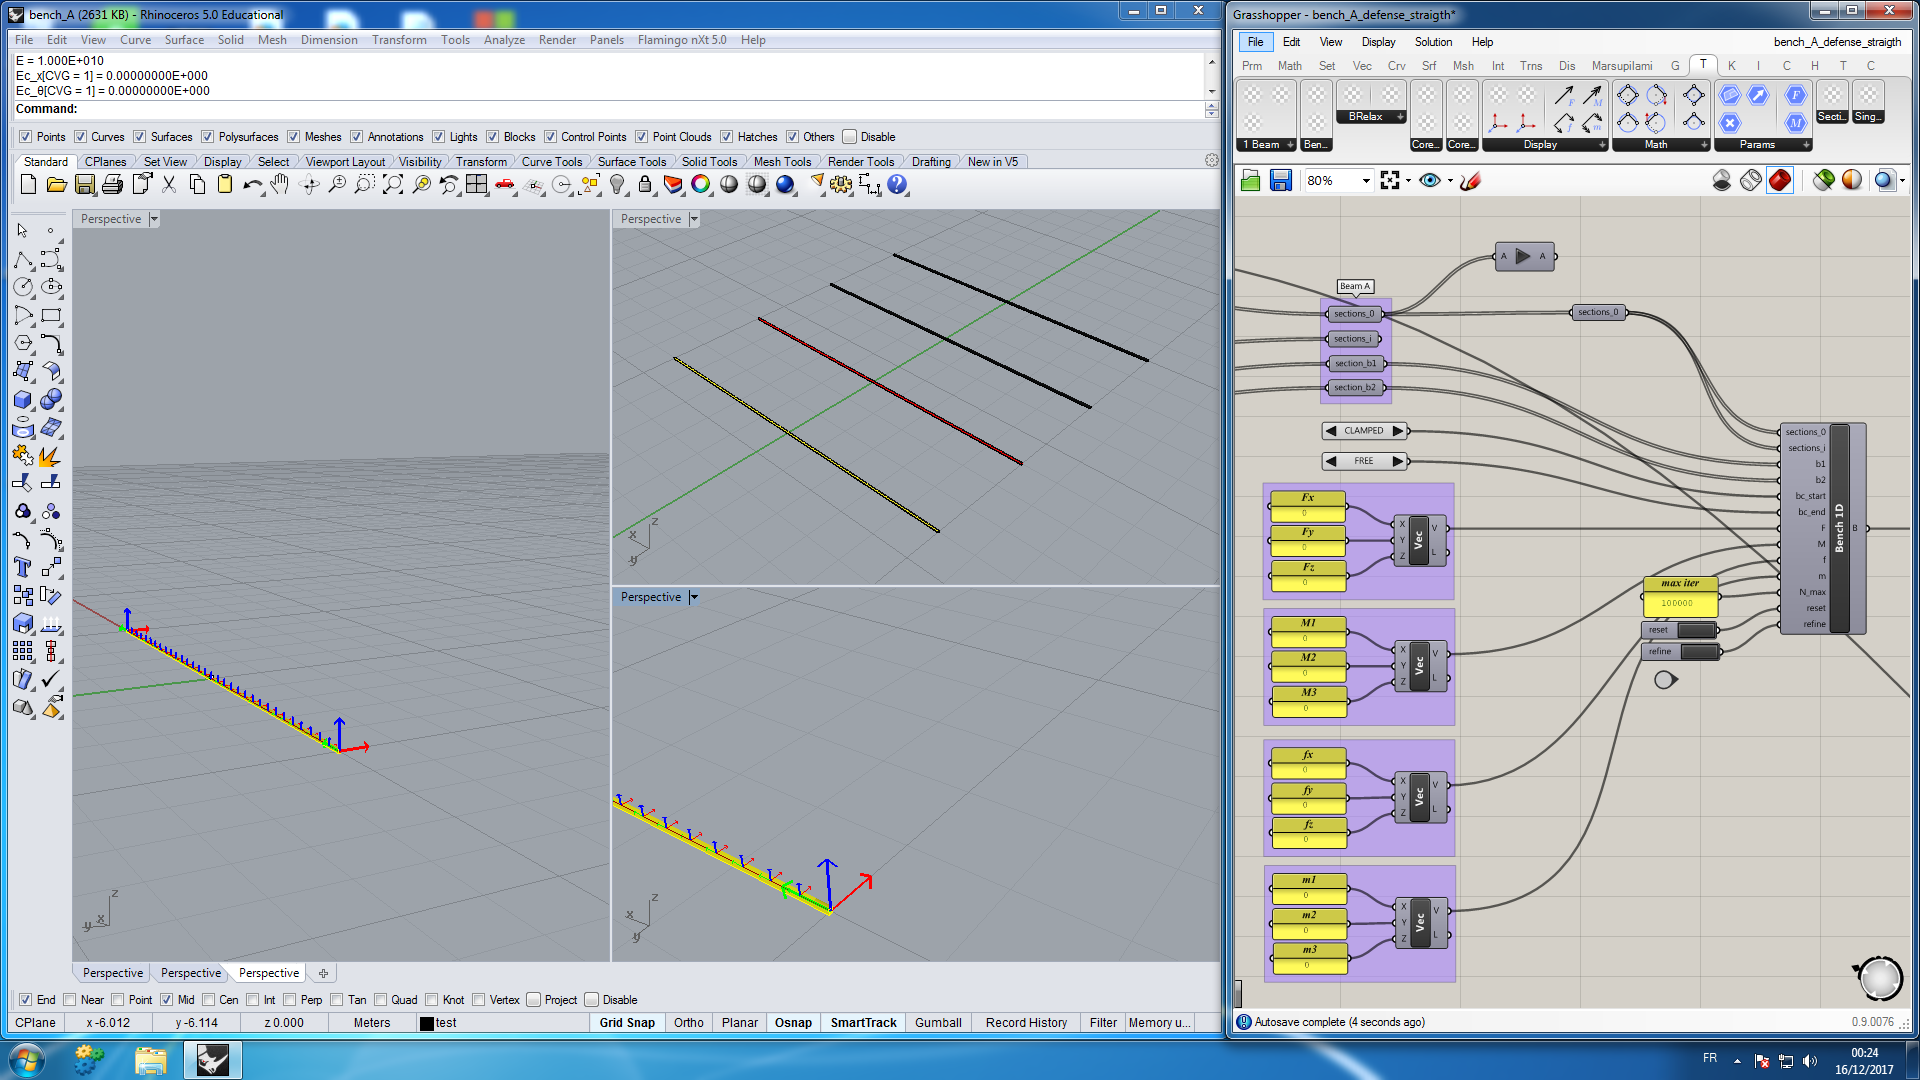 bench_A (2631 KB) - Rhinoceros 5.0 Educational
File Edit View Curve Surface Solid Mesh Dimension Transform Tools Analyze Render Panels Flamingo nXt 5.0 Help
E = 1.000E+010
Ec_x[CVG = 1] = 0.00000000E+000
Ec_θ[CVG = 1] = 0.00000000E+000
Command:
Points Curves Surfaces Polysurfaces Meshes Annotations Lights Blocks Control Points Point Clouds Hatches Others Disable
Standard CPlanes Set View Display Select Viewport Layout Visibility Transform Curve Tools Surface Tools Solid Tools Mesh Tools Render Tools Drafting New in V5
Perspective
Perspective
z
x
y
Perspective
z
x
y
z
x
y
Perspective Perspective Perspective
End Near Point Mid Cen Int Perp Tan Quad Knot Vertex Project Disable
CPlane x -6.012 y -6.114 z 0.000 Meters test Grid Snap Ortho Planar Osnap SmartTrack Gumball Record History Filter Memory u...
Grasshopper - bench_A_defense_straigth*
File Edit View Display Solution Help bench_A_defense_straigth
Prm Math Set Vec Crv Srf Msh Int Trns Dis Marsupilami G T K I C H T C
1 Beam Ben... BRelax Core... Core... Display Math Params Secti... Sing...
80%
A A
Beam A
sections_0
sections_i
section_b1
section_b2
sections_0
CLAMPED
FREE
Fx
0
Fy
0
Fz
0
X
Y
Z
Vec
V
L
M1
0
M2
0
M3
0
X
Y
Z
Vec
V
L
fx
0
fy
0
fz
0
X
Y
Z
Vec
V
L
m1
0
m2
0
m3
0
X
Y
Z
Vec
V
L
max iter
100000
reset
refine
sections_0
sections_i
b1
b2
bc_start
bc_end
F
M
f
m
N_max
reset
refine
Bench 1D
B
Autosave complete (4 seconds ago) 0.9.0076
FR
00:24
16/12/2017